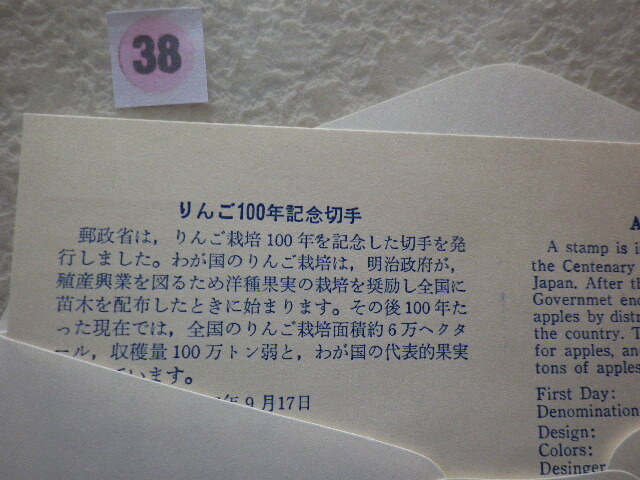 38
りんご100年記念切手
郵政省は，りんご栽培100年を記念した切手を発
行しました。わが国のりんご栽培は，明治政府が，
殖産興業を図るため洋種果実の栽培を奨励し全国に
苗木を配布したときに始まります。その後100年た
った現在では，全国のりんご栽培面積約6万ヘクタ
ール，収穫量100万トン弱と，わが国の代表的果実
います。
年9月17日
A stamp is i
the Centenary
Japan. After th
Governmet enc
apples by distr
the country. T
for apples, and
tons of apples
First Day:
Denomination
Design:
Colors:
Desinger